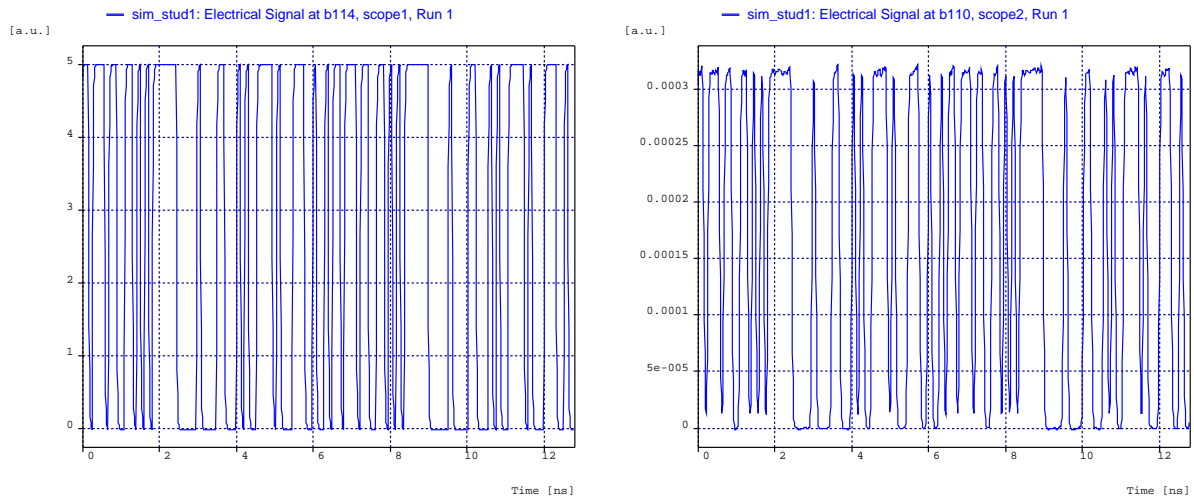 sim_stud1: Electrical Signal at b114, scope1, Run 1
[a.u.]
5
4
3
2
1
0
0 2 4 6 8 10 12
Time [ns]
sim_stud1: Electrical Signal at b110, scope2, Run 1
[a.u.]
0.0003
0.00025
0.0002
0.00015
0.0001
5e-005
0
0 2 4 6 8 10 12
Time [ns]